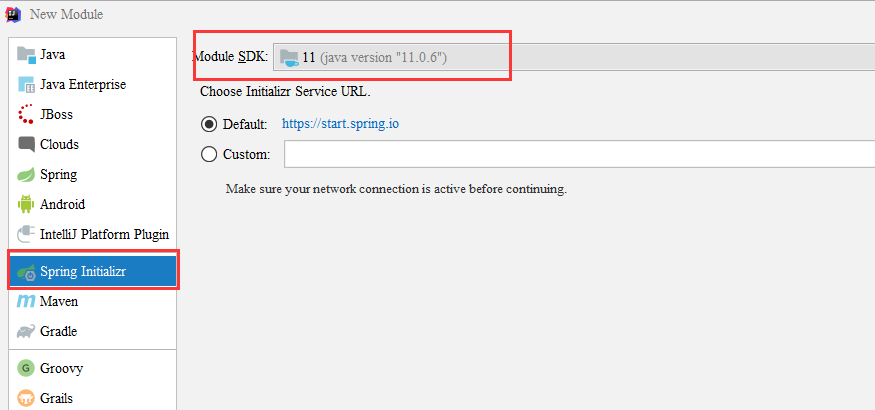 New Module
Java
Java Enterprise
JBoss
Clouds
Spring
Android
IntelliJ Platform Plugin
Spring Initializr
Maven
Gradle
Groovy
Grails
Module SDK: 11 (java version "11.0.6")
Choose Initializr Service URL.
Default: https://start.spring.io
Custom:
Make sure your network connection is active before continuing.